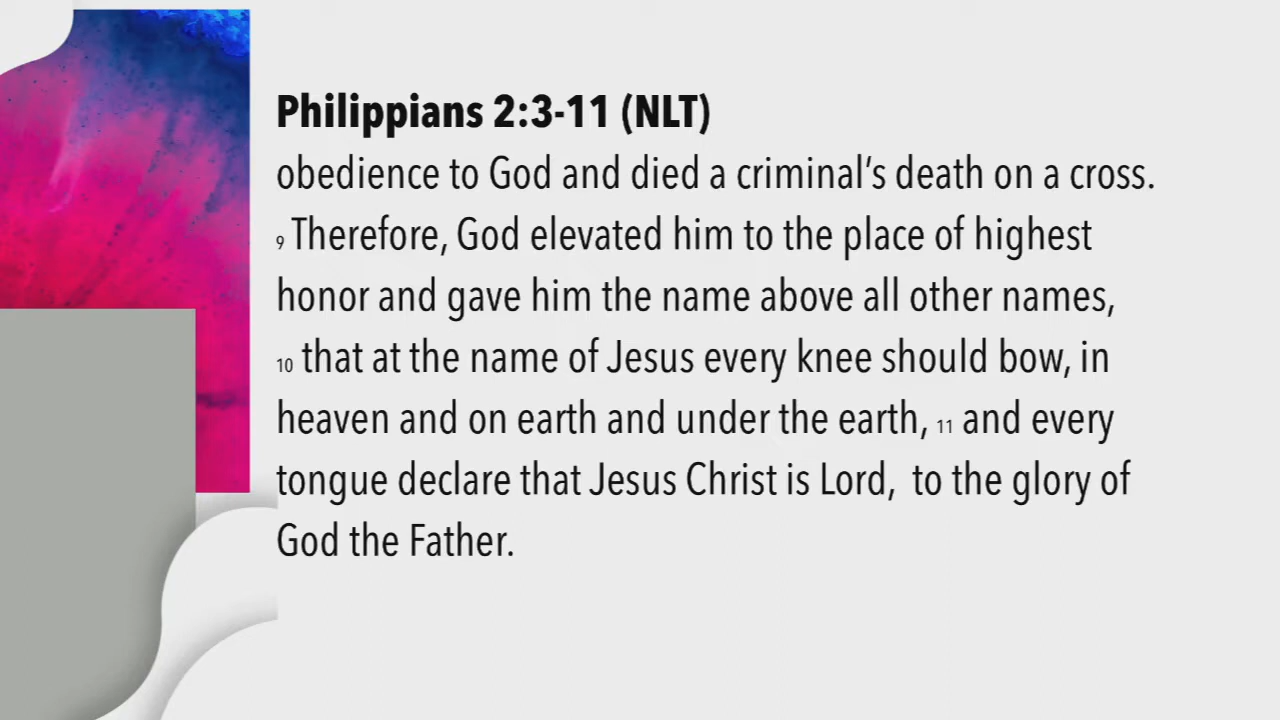 Philippians 2:3-11 (NLT)
obedience to God and died a criminal’s death on a cross.
9 Therefore, God elevated him to the place of highest
honor and gave him the name above all other names,
10 that at the name of Jesus every knee should bow, in
heaven and on earth and under the earth, 11 and every
tongue declare that Jesus Christ is Lord,  to the glory of
God the Father.